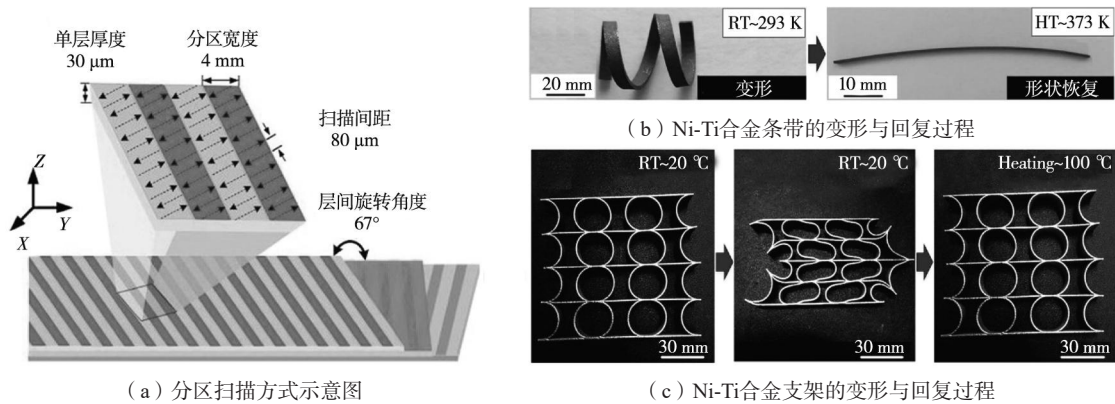 单层厚度
30 μm
分区宽度
4 mm
扫描间距
80 μm
层间旋转角度
67°
Z
X
Y
（a）分区扫描方式示意图
RT~293 K
20 mm
变形
HT~373 K
10 mm
形状恢复
（b）Ni-Ti合金条带的变形与回复过程
RT~20 ℃
30 mm
RT~20 ℃
30 mm
Heating~100 ℃
30 mm
（c）Ni-Ti合金支架的变形与回复过程